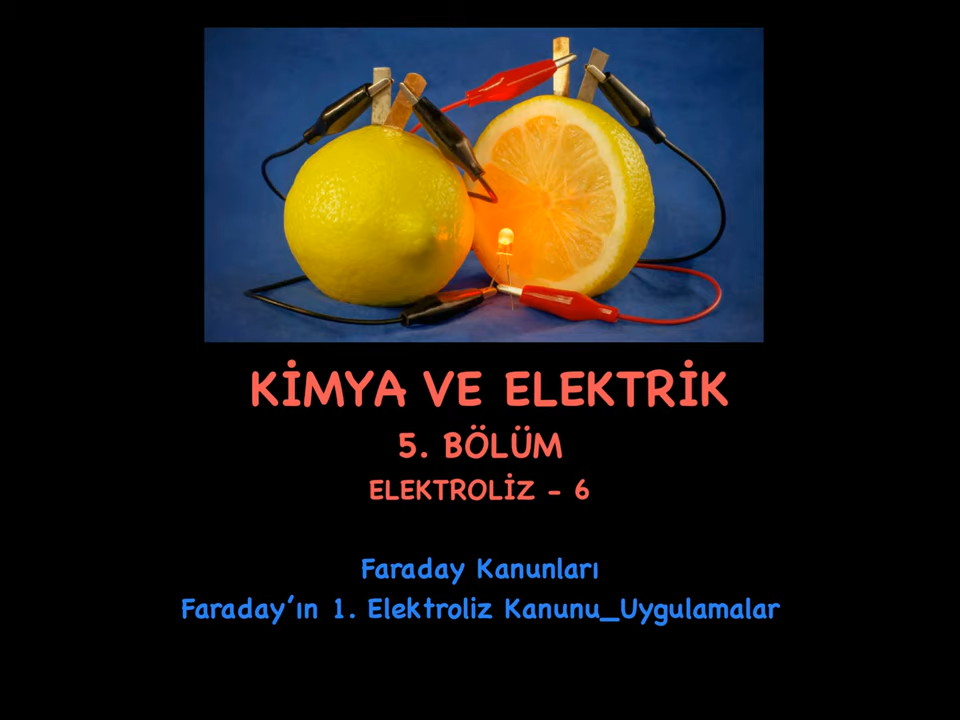 KİMYA VE ELEKTRİK
5. BÖLÜM
ELEKTROLİZ - 6
Faraday Kanunları
Faraday'ın 1. Elektroliz Kanunu_Uygulamalar